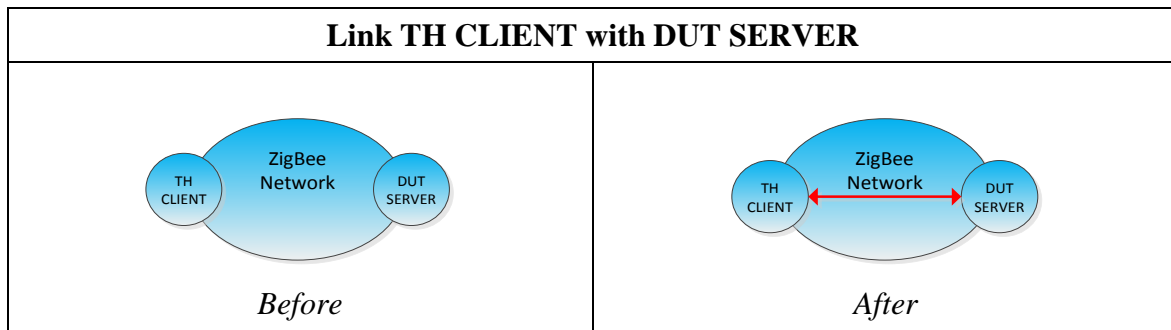 Link TH CLIENT with DUT SERVER
ZigBee
Network
TH
CLIENT
DUT
SERVER
Before
ZigBee
Network
TH
CLIENT
DUT
SERVER
After